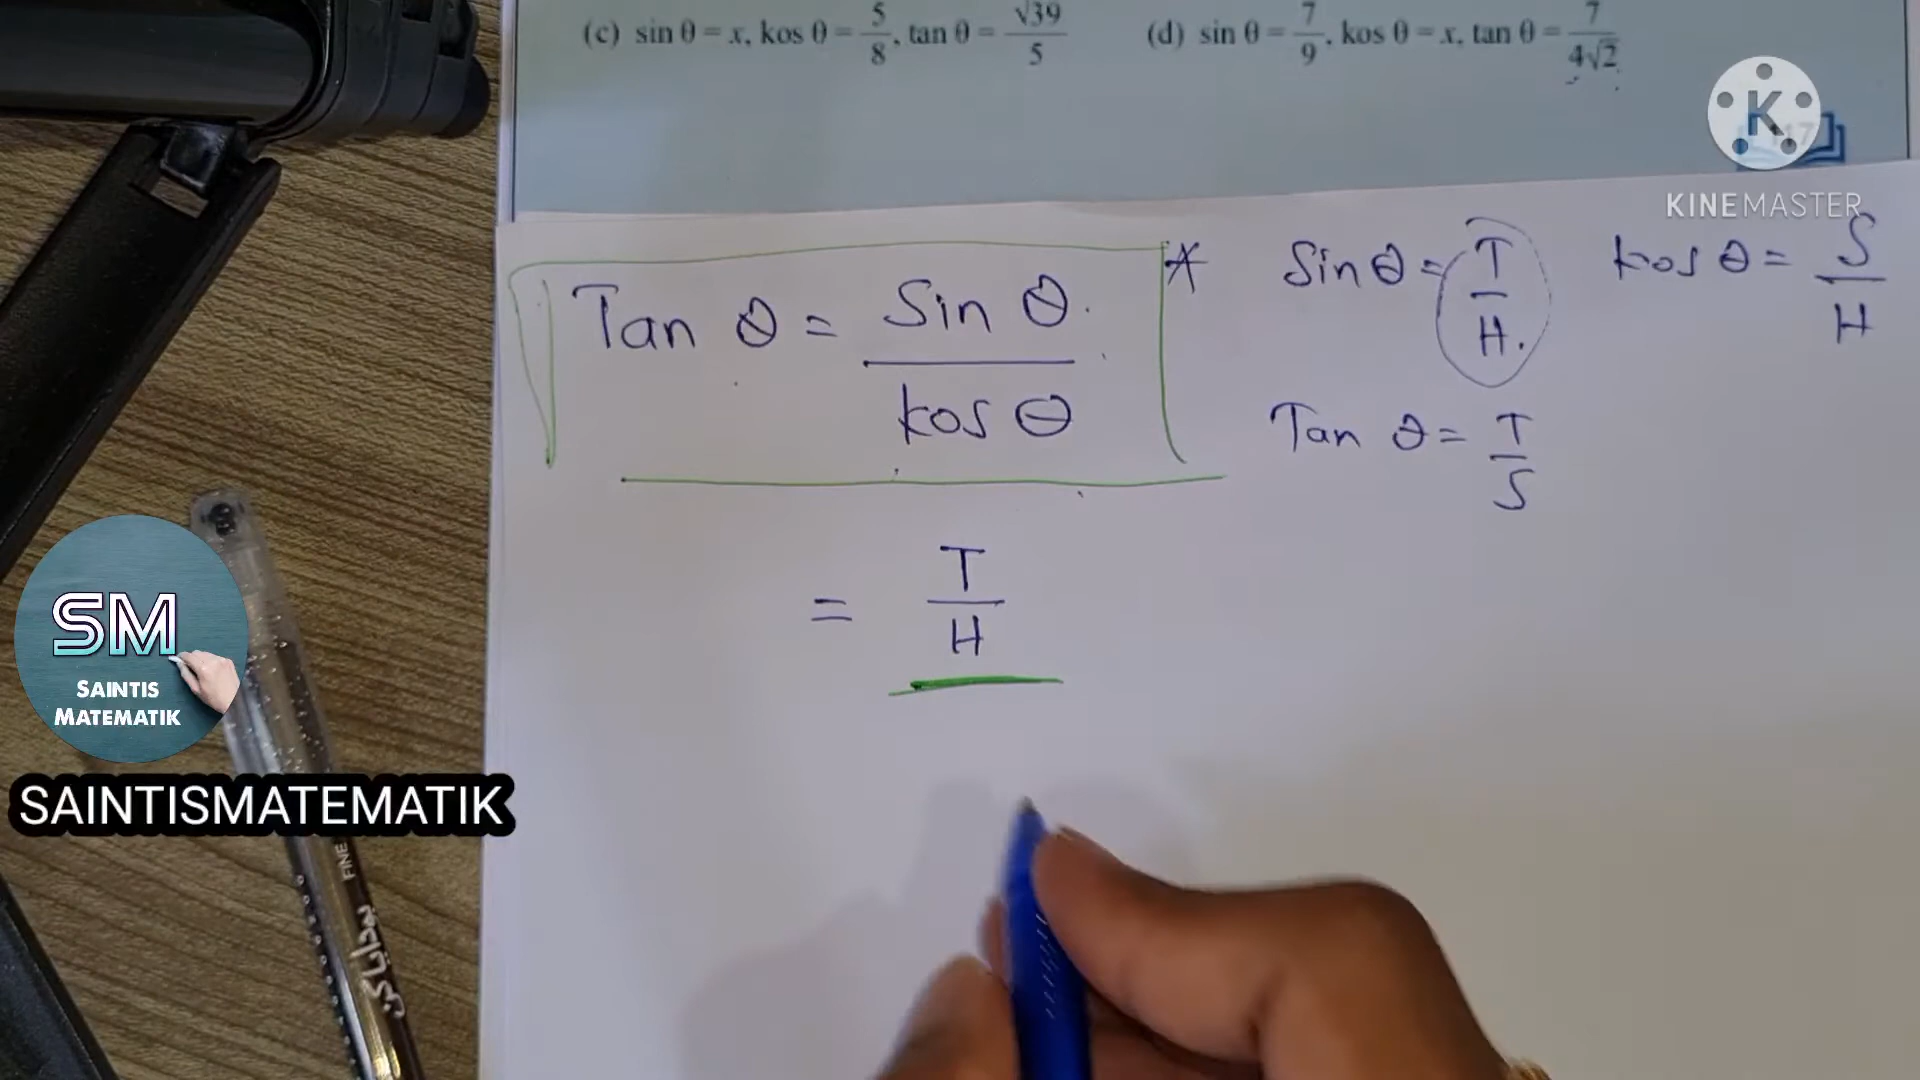 (c) sin θ = x, kos θ = 5/8, tan θ = √39/5 (d) sin θ = 7/9, kos θ = x, tan θ = 7/4√2
KINEMASTER
Tan θ = Sin θ / kos θ *
Sin θ = T/H. kos θ = S/H
Tan θ = T/S
= T/H
SM
SAINTIS
MATEMATIK
SAINTISMATEMATIK
FINE